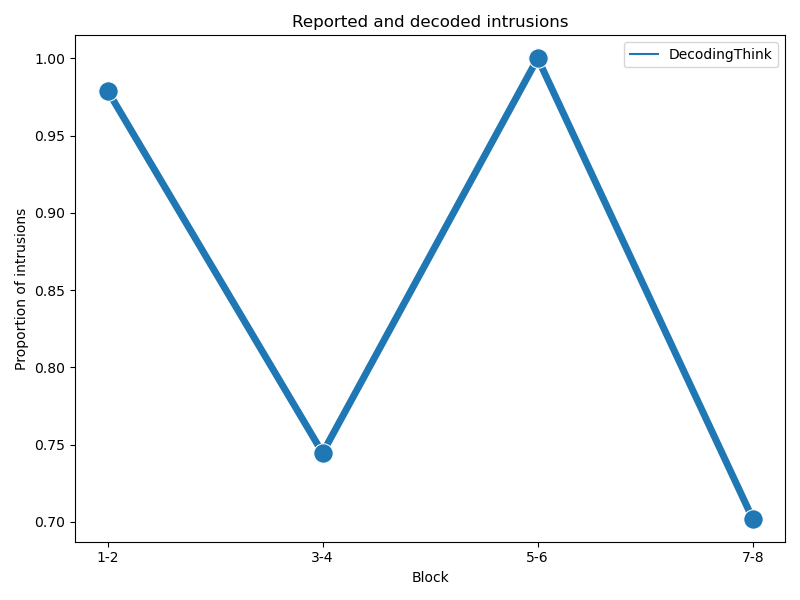 Reported and decoded intrusions
DecodingThink
Proportion of intrusions
1.00
0.95
0.90
0.85
0.80
0.75
0.70
1-2 3-4 5-6 7-8
Block